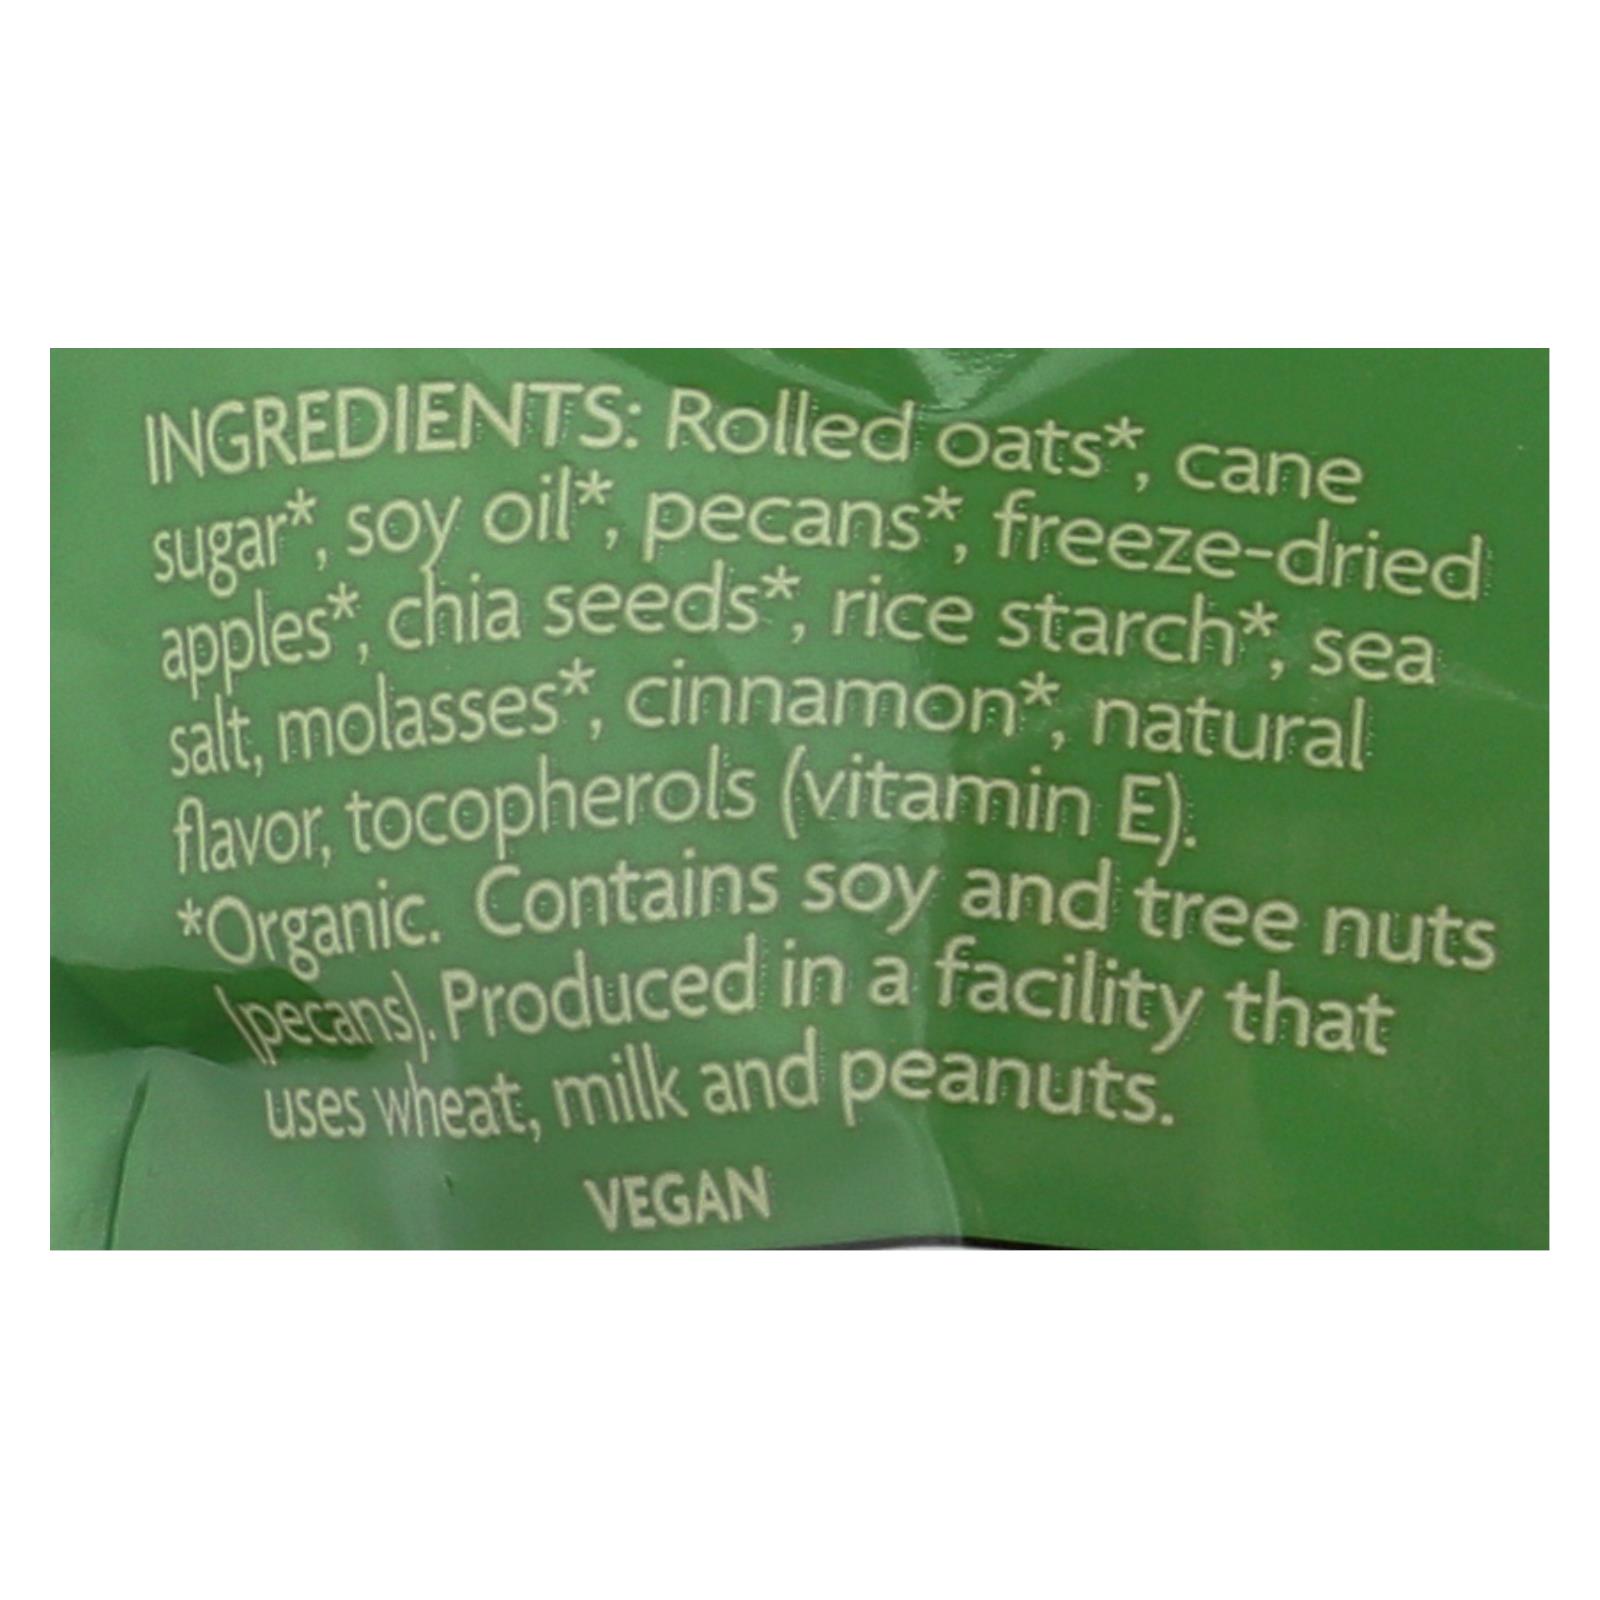 INGREDIENTS: Rolled oats*, cane
sugar*, soy oil*, pecans*, freeze-dried
apples*, chia seeds*, rice starch*, sea
salt, molasses*, cinnamon*, natural
flavor, tocopherols (vitamin E).
*Organic. Contains soy and tree nuts
(pecans). Produced in a facility that
uses wheat, milk and peanuts.
VEGAN